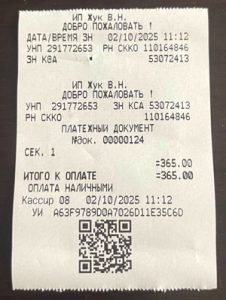 ИП Жук В.Н.
ДОБРО ПОЖАЛОВАТЬ !
ДАТА/ВРЕМЯ ЗН 02/10/2025 11:12
УНП 291772653 РН СККО 110164846
ЗН КСА 53072413
ИП Жук В.Н.
ДОБРО ПОЖАЛОВАТЬ !
УНП 291772653 ЗН КСА 53072413
РН СККО 110164846
ПЛАТЕЖНЫЙ ДОКУМЕНТ
№док. 00000124
СЕК. 1
=365.00
ИТОГО К ОПЛАТЕ =365.00
ОПЛАТА НАЛИЧНЫМИ
Кассир 08 02/10/2025 11:12
УИ A63F9789D0A7026D11E35C6D